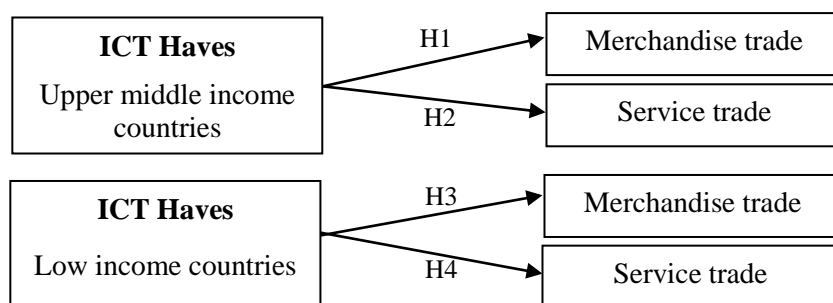 ICT Haves
Upper middle income
countries
H1
H2
Merchandise trade
Service trade
ICT Haves
Low income countries
H3
H4
Merchandise trade
Service trade